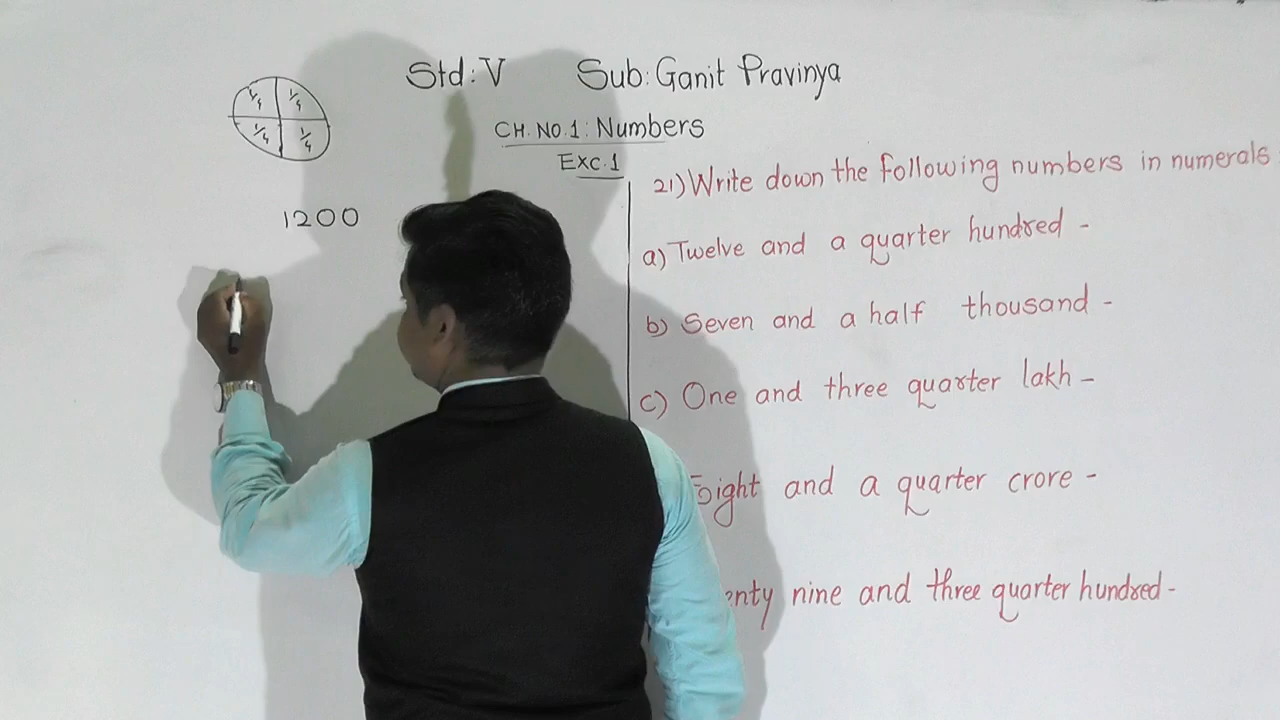 Std: V Sub: Ganit Pravinya
CH. NO. 1: Numbers
Exc. 1
1/4 1/4
1/4 1/4
1200
21) Write down the following numbers in numerals
a) Twelve and a quarter hundred -
b) Seven and a half thousand -
c) One and three quarter lakh -
Eight and a quarter crore -
nine and three quarter hundred -